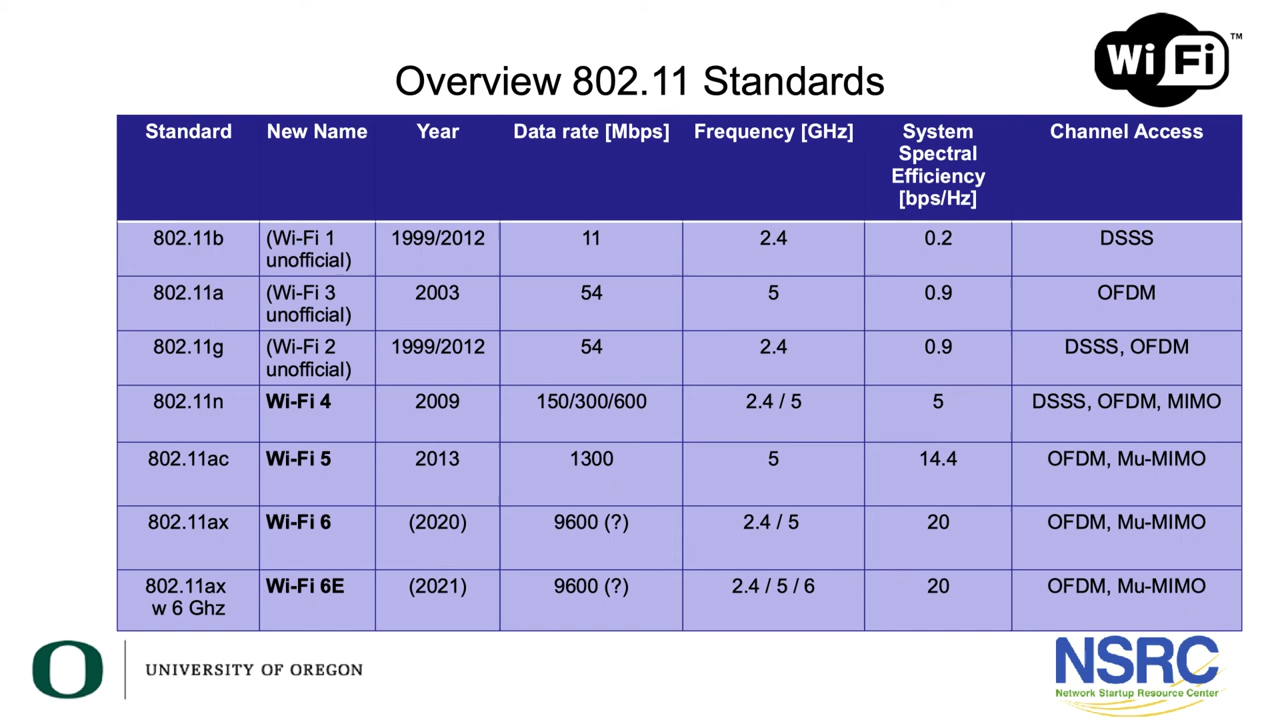 Wi Fi ™
Overview 802.11 Standards
Standard New Name Year Data rate [Mbps] Frequency [GHz] System Spectral Efficiency [bps/Hz] Channel Access
802.11b (Wi-Fi 1 unofficial) 1999/2012 11 2.4 0.2 DSSS
802.11a (Wi-Fi 3 unofficial) 2003 54 5 0.9 OFDM
802.11g (Wi-Fi 2 unofficial) 1999/2012 54 2.4 0.9 DSSS, OFDM
802.11n Wi-Fi 4 2009 150/300/600 2.4 / 5 5 DSSS, OFDM, MIMO
802.11ac Wi-Fi 5 2013 1300 5 14.4 OFDM, Mu-MIMO
802.11ax Wi-Fi 6 (2020) 9600 (?) 2.4 / 5 20 OFDM, Mu-MIMO
802.11ax w 6 Ghz Wi-Fi 6E (2021) 9600 (?) 2.4 / 5 / 6 20 OFDM, Mu-MIMO
O UNIVERSITY OF OREGON
NSRC
Network Startup Resource Center